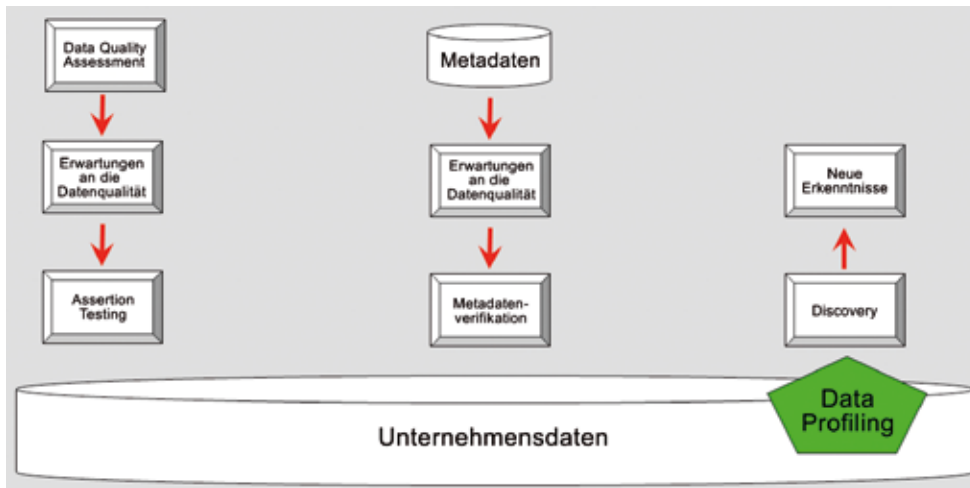 Data Quality
Assessment
Erwartungen
an die
Datenqualität
Assertion
Testing
Metadaten
Erwartungen
an die
Datenqualität
Metadaten-
verifikation
Neue
Erkenntnisse
Discovery
Data
Profiling
Unternehmensdaten